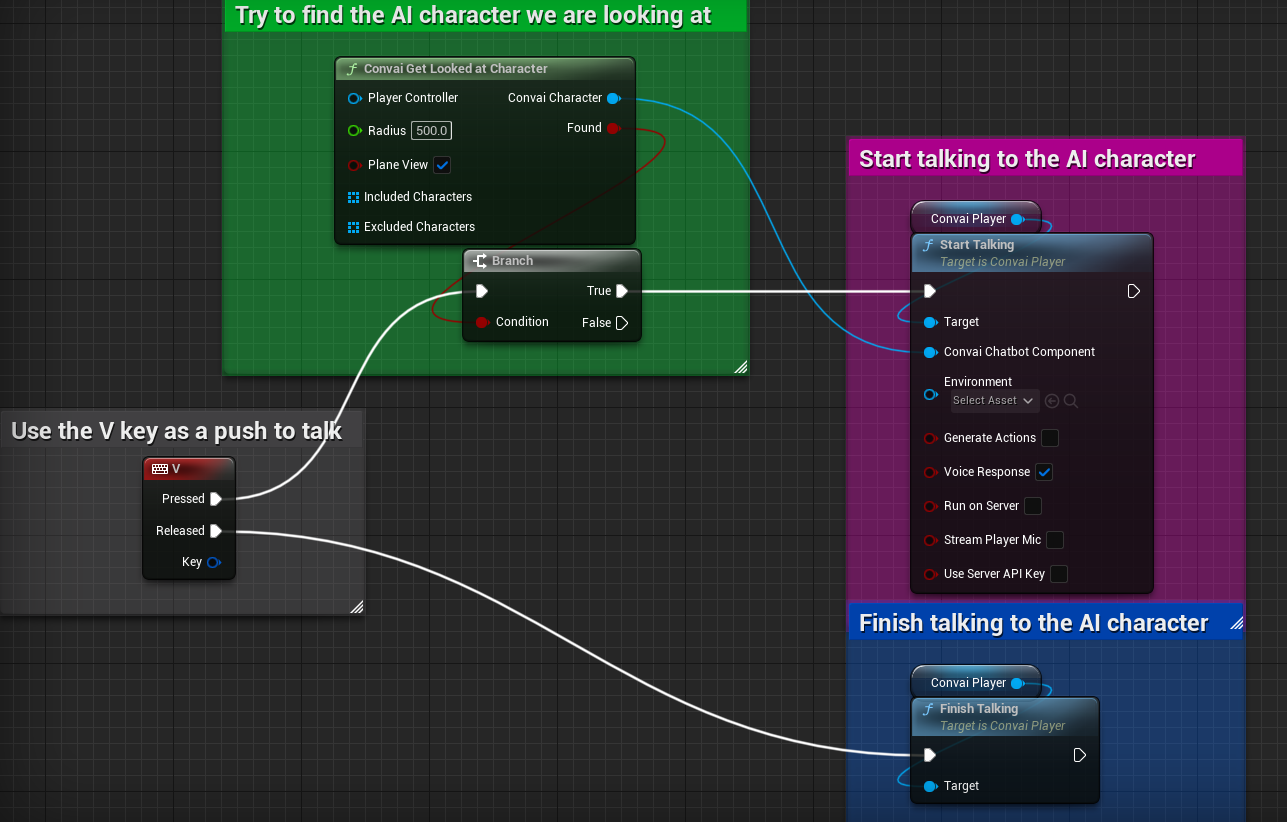 Try to find the AI character we are looking at
f Convai Get Looked at Character
Player Controller
Convai Character
Radius 500.0
Found
Plane View
Included Characters
Excluded Characters
Branch
True
Condition
False
Use the V key as a push to talk
V
Pressed
Released
Key
Start talking to the AI character
Convai Player
f Start Talking
Target is Convai Player
Target
Convai Chatbot Component
Environment
Select Asset
Generate Actions
Voice Response
Run on Server
Stream Player Mic
Use Server API Key
Finish talking to the AI character
Convai Player
f Finish Talking
Target is Convai Player
Target